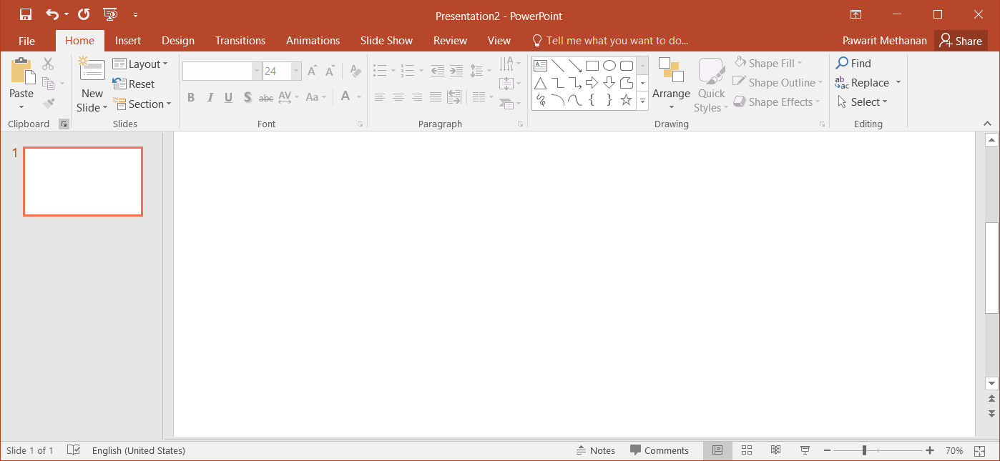 Presentation2 - PowerPoint
File Home Insert Design Transitions Animations Slide Show Review View Tell me what you want to do... Pawarit Methanan Share
Paste
Clipboard
New Slide
Layout
Reset
Section
Slides
24
B I U S abc AV Aa A
Font
Paragraph
Arrange
Quick Styles
Shape Fill
Shape Outline
Shape Effects
Drawing
Find
Replace
Select
Editing
1
Slide 1 of 1 English (United States) Notes Comments 70%